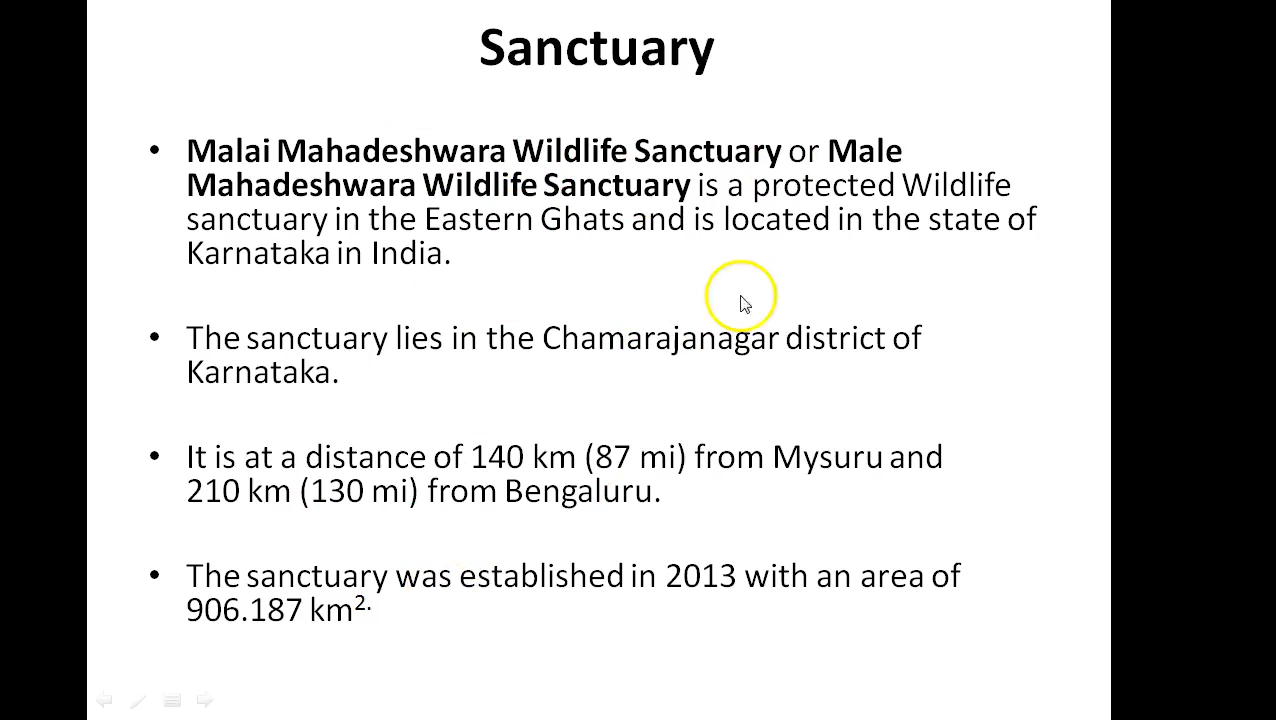 Sanctuary
• Malai Mahadeshwara Wildlife Sanctuary or Male
Mahadeshwara Wildlife Sanctuary is a protected Wildlife
sanctuary in the Eastern Ghats and is located in the state of
Karnataka in India.
• The sanctuary lies in the Chamarajanagar district of
Karnataka.
• It is at a distance of 140 km (87 mi) from Mysuru and
210 km (130 mi) from Bengaluru.
• The sanctuary was established in 2013 with an area of
906.187 km².